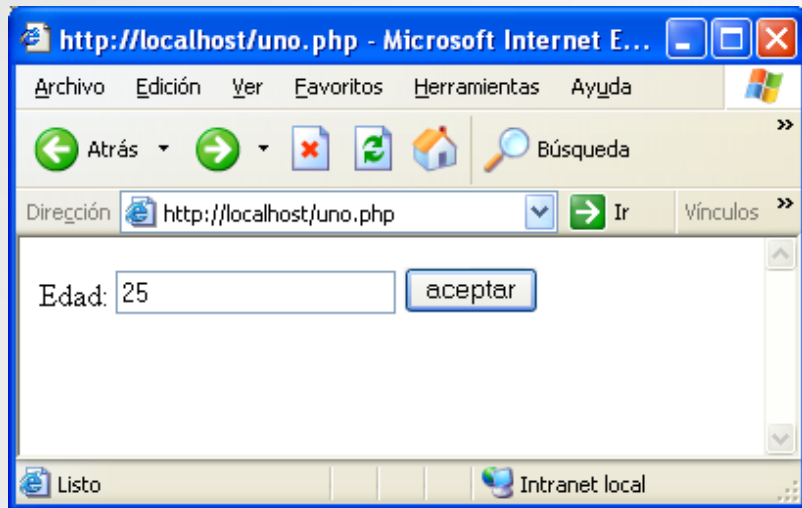 http://localhost/uno.php - Microsoft Internet E...
Archivo Edición Ver Favoritos Herramientas Ayuda
Atrás Búsqueda
Dirección http://localhost/uno.php Ir Vínculos
Edad: 25 aceptar
Listo Intranet local